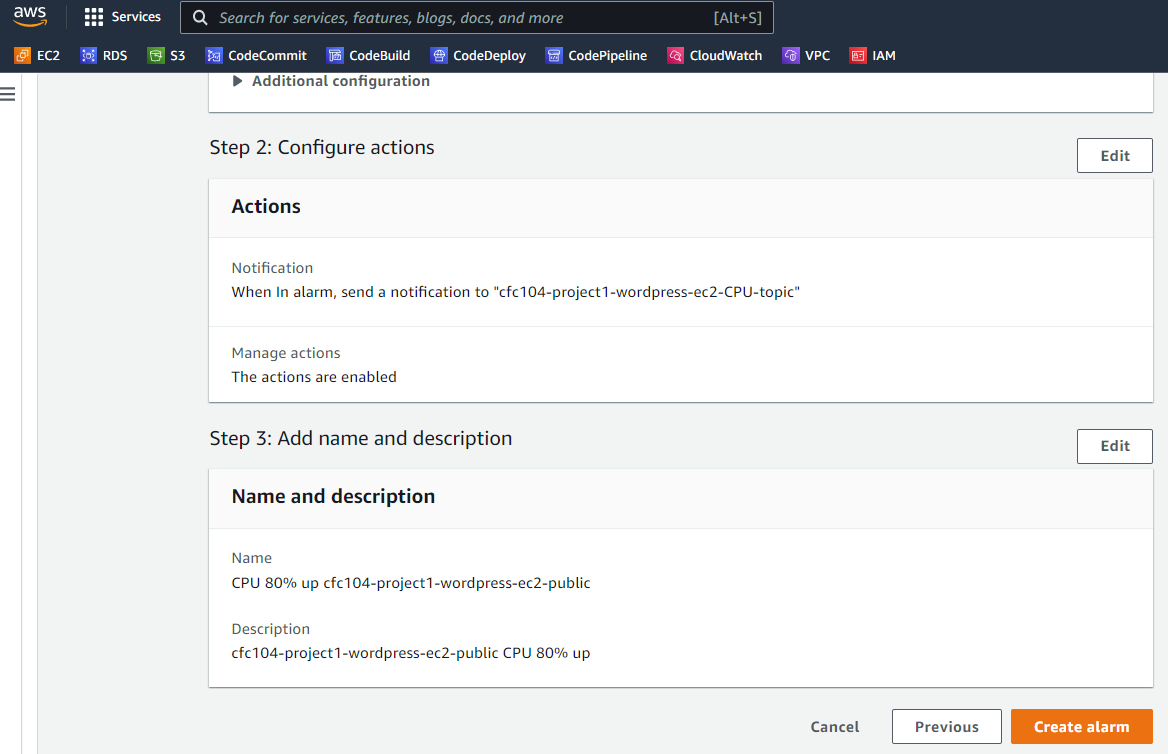 aws Services Search for services, features, blogs, docs, and more [Alt+S]
EC2 RDS S3 CodeCommit CodeBuild CodeDeploy CodePipeline CloudWatch VPC IAM
Additional configuration
Step 2: Configure actions
Edit
Actions
Notification
When In alarm, send a notification to "cfc104-project1-wordpress-ec2-CPU-topic"
Manage actions
The actions are enabled
Step 3: Add name and description
Edit
Name and description
Name
CPU 80% up cfc104-project1-wordpress-ec2-public
Description
cfc104-project1-wordpress-ec2-public CPU 80% up
Cancel Previous Create alarm